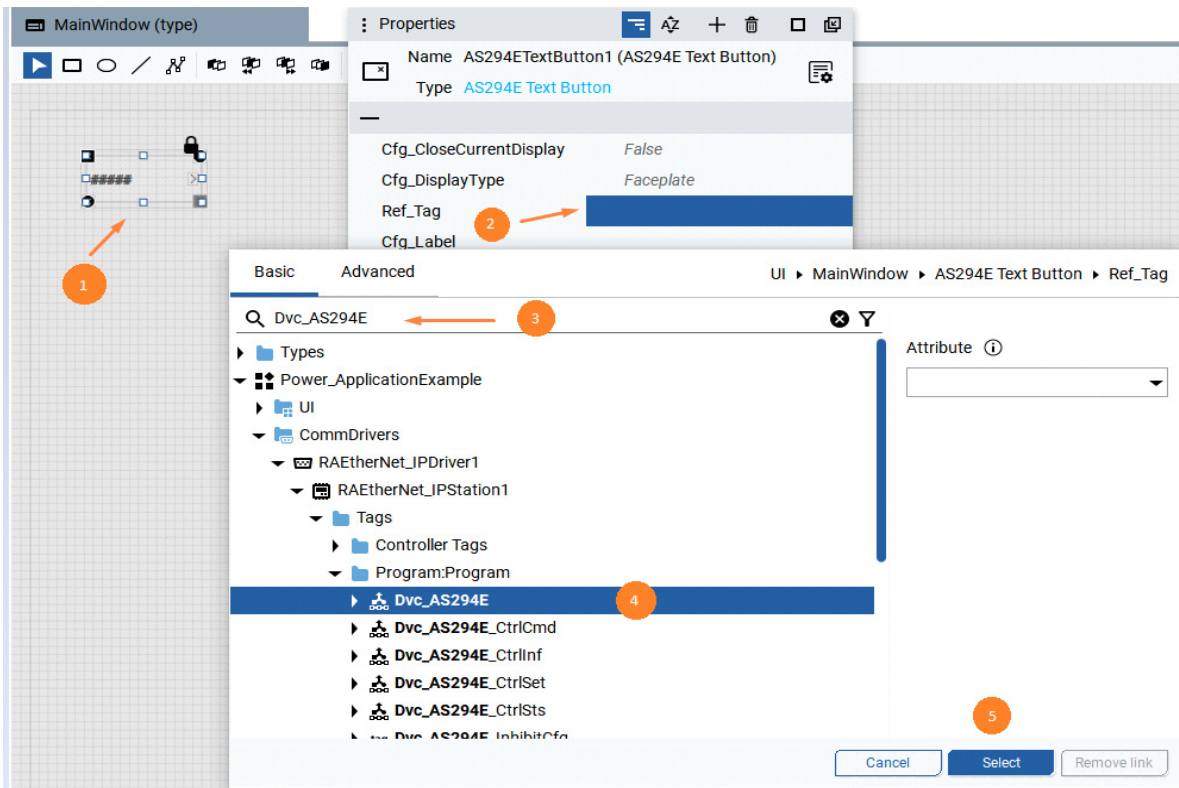 MainWindow (type)
Properties
Name AS294ETextButton1 (AS294E Text Button)
Type AS294E Text Button
Cfg_CloseCurrentDisplay False
Cfg_DisplayType Faceplate
Ref_Tag
2
Cfg_Label
#####
1
Basic Advanced
UI MainWindow AS294E Text Button Ref_Tag
Dvc_AS294E
3
Attribute
Types
Power_ApplicationExample
UI
CommDrivers
RAEtherNet_IPDriver1
RAEtherNet_IPStation1
Tags
Controller Tags
Program:Program
Dvc_AS294E
4
Dvc_AS294E_CtrlCmd
Dvc_AS294E_CtrlInf
Dvc_AS294E_CtrlSet
Dvc_AS294E_CtrlSts
Dvc_AS294E_InhibitCfg
5
Cancel Select Remove link